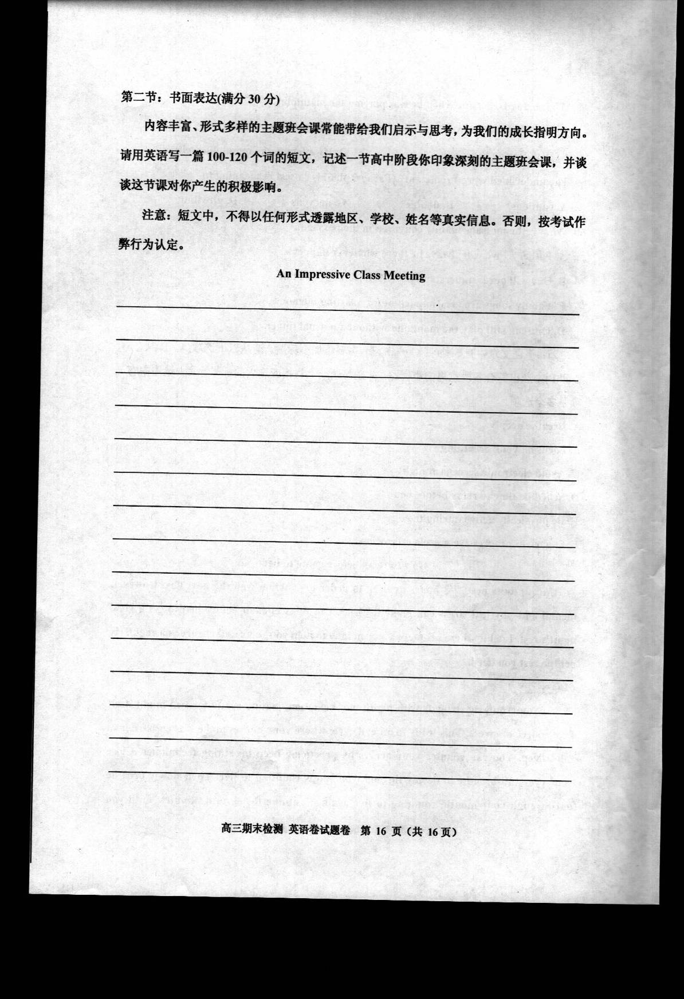 第二节：书面表达(满分 30 分)
内容丰富、形式多样的主题班会课常能带给我们启示与思考，为我们的成长指明方向。
请用英语写一篇 100-120 个词的短文，记述一节高中阶段你印象深刻的主题班会课，并谈
谈这节课对你产生的积极影响。
注意：短文中，不得以任何形式透露地区、学校、姓名等真实信息。否则，按考试作
弊行为认定。
An Impressive Class Meeting
高三期末检测 英语卷试题卷 第 16 页（共 16 页）